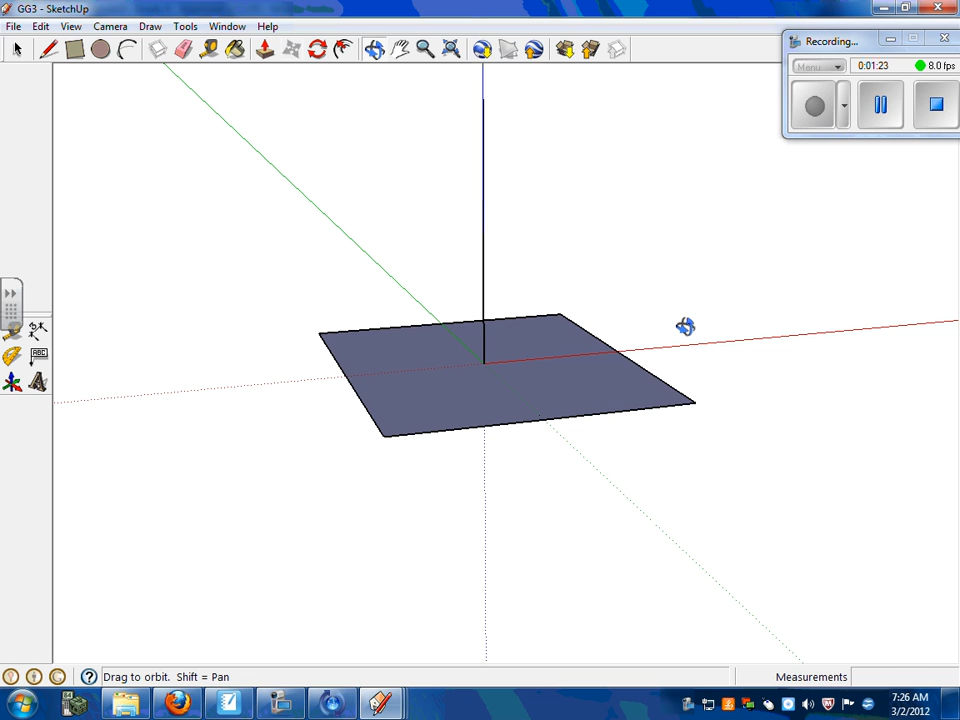 GG3 - SketchUp
File Edit View Camera Draw Tools Window Help
Recording...
Menu 0:01:23 8.0 fps
ABC
Drag to orbit. Shift = Pan
Measurements
7:26 AM
3/2/2012